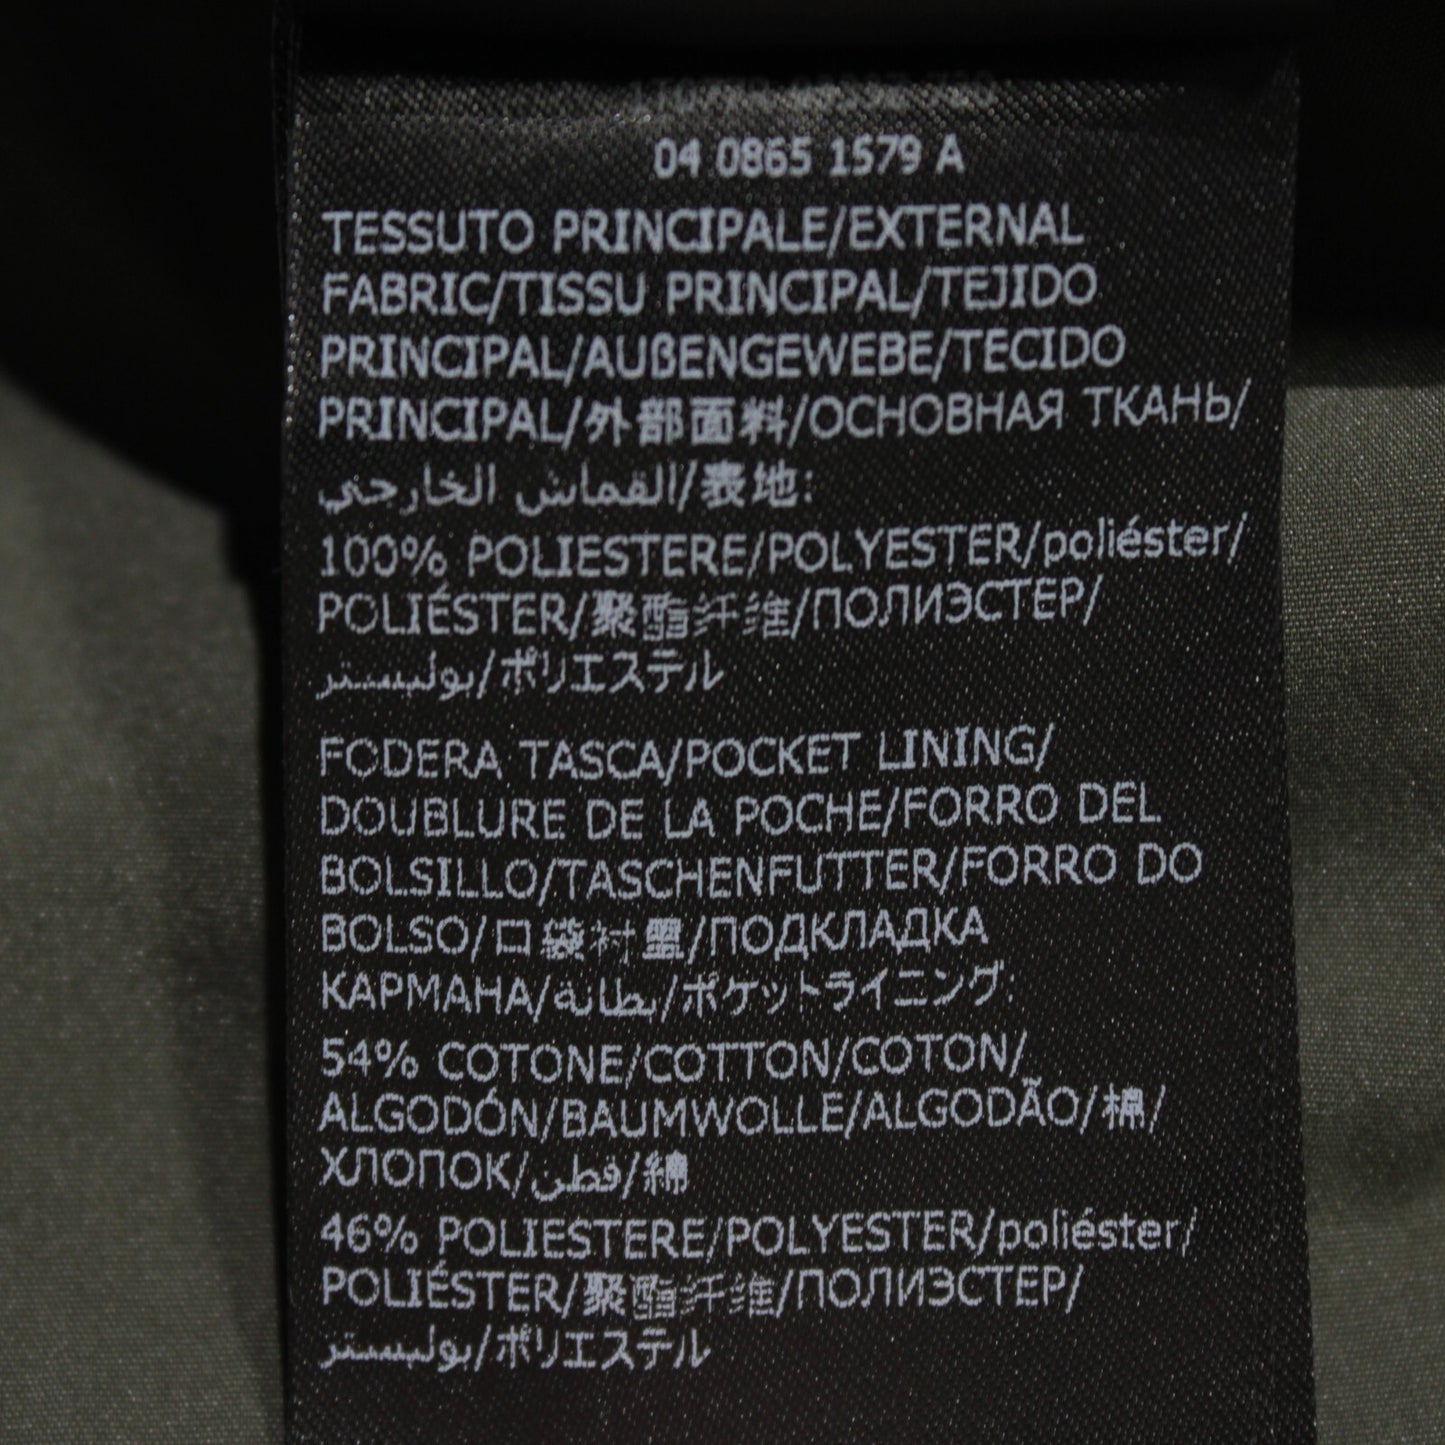 04 0865 1579 A
TESSUTO PRINCIPALE/EXTERNAL
FABRIC/TISSU PRINCIPAL/TEJIDO
PRINCIPAL/AUßENGEWEBE/TECIDO
PRINCIPAL/外部面料/ОСНОВНАЯ ТКАНЬ/
القماش الخارجي/表地:
100% POLIESTERE/POLYESTER/poliéster/
POLIÉSTER/聚酯纤维/ПОЛИЭСТЕР/
بوليستر/ポリエステル
FODERA TASCA/POCKET LINING/
DOUBLURE DE LA POCHE/FORRO DEL
BOLSILLO/TASCHENFUTTER/FORRO DO
BOLSO/口袋衬里/ПОДКЛАДКА
КАРМАНА/بطانة/ポケットライニング:
54% COTONE/COTTON/COTON/
ALGODÓN/BAUMWOLLE/ALGODÃO/棉/
ХЛОПОК/قطن/綿
46% POLIESTERE/POLYESTER/poliéster/
POLIÉSTER/聚酯纤维/ПОЛИЭСТЕР/
بوليستر/ポリエステル